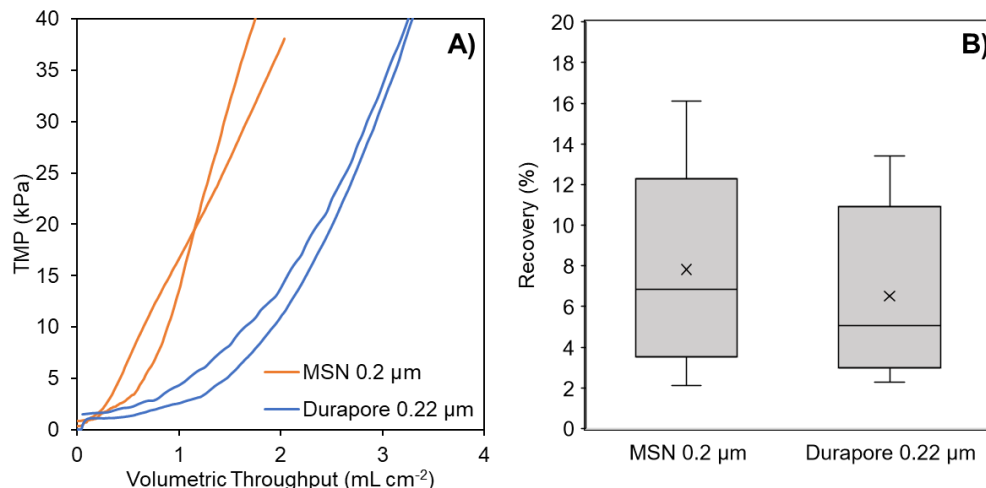 A)
40
35
30
25
20
15
10
5
0
TMP (kPa)
MSN 0.2 µm
Durapore 0.22 µm
0 1 2 3 4
Volumetric Throughput (mL cm⁻²)
B)
20
18
16
14
12
10
8
6
4
2
0
Recovery (%)
MSN 0.2 µm Durapore 0.22 µm